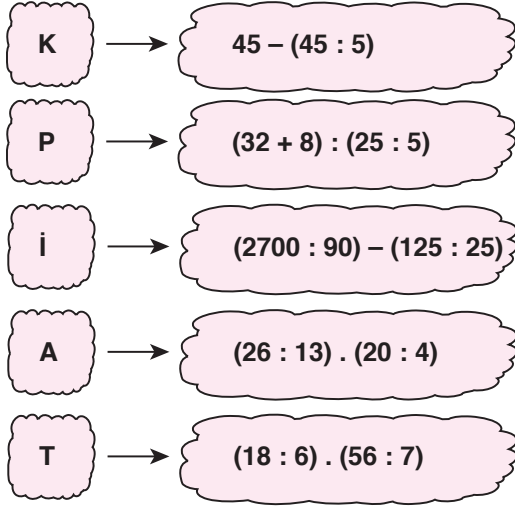 K 45 – (45 : 5)
P (32 + 8) : (25 : 5)
İ (2700 : 90) – (125 : 25)
A (26 : 13) . (20 : 4)
T (18 : 6) . (56 : 7)